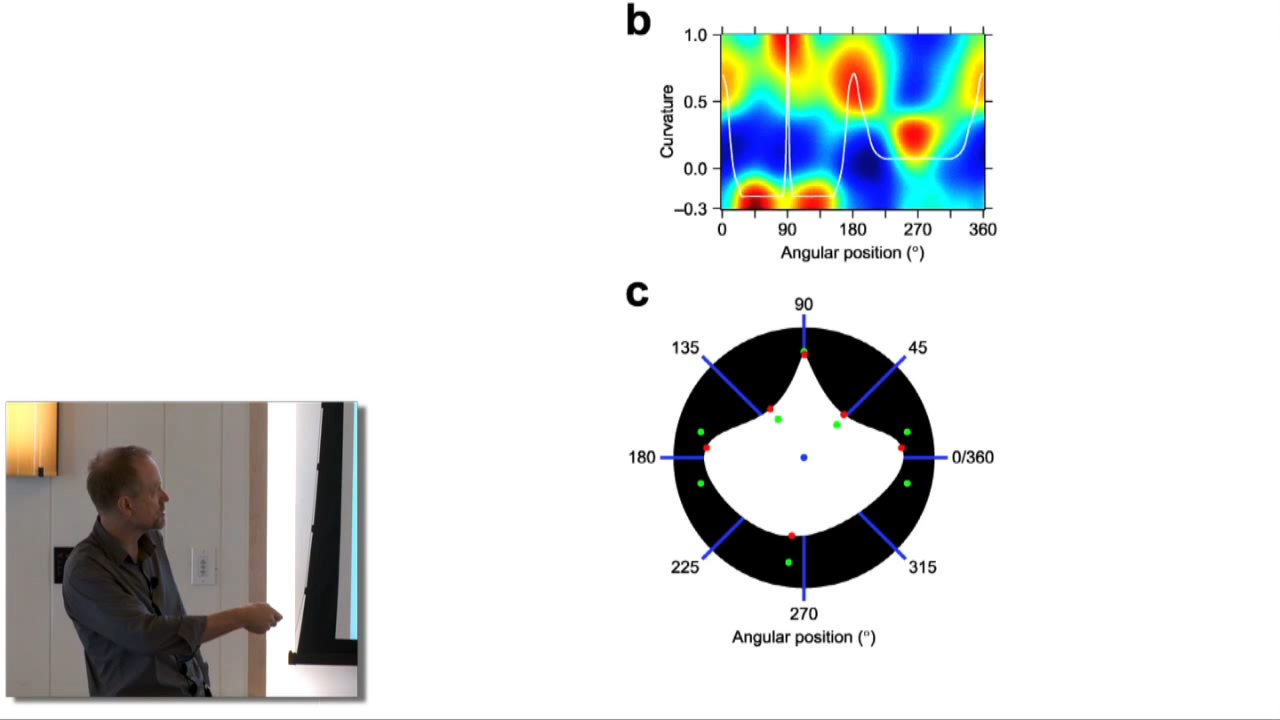 b
1.0
0.5
0.0
–0.3
Curvature
0 90 180 270 360
Angular position (°)
c
90
135 45
180 0/360
225 315
270
Angular position (°)